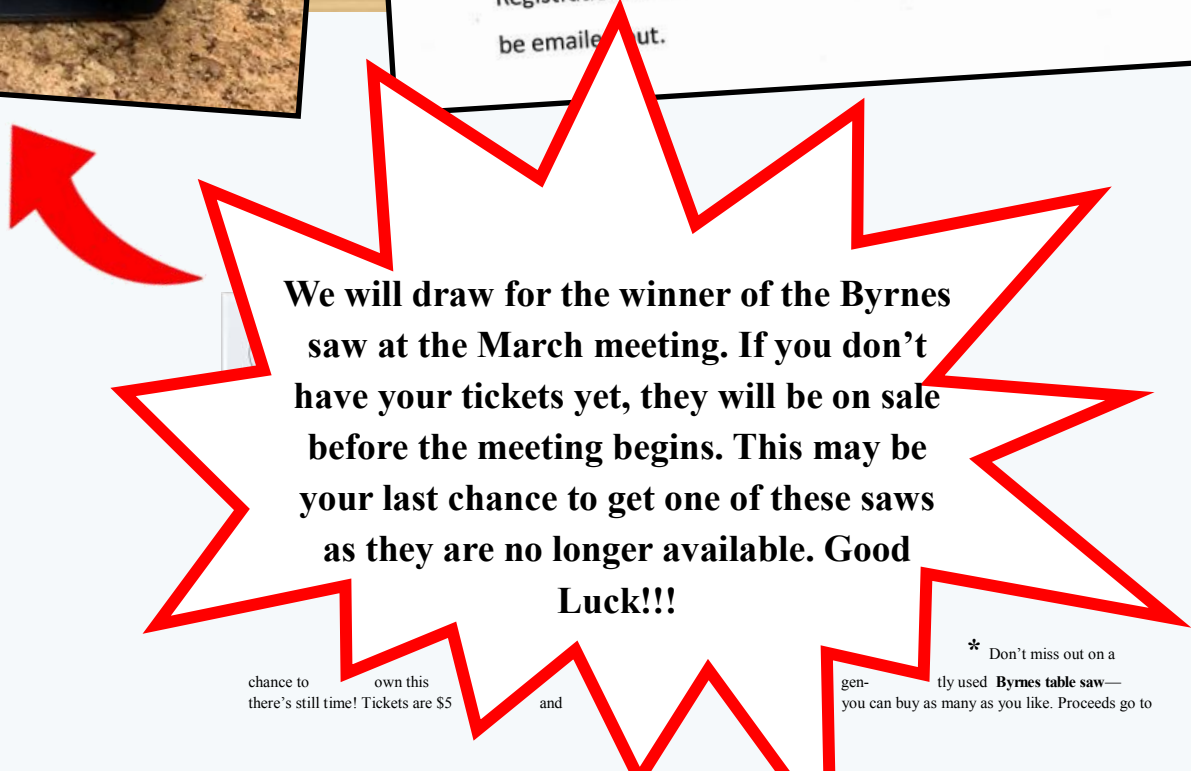 be emailed out.
We will draw for the winner of the Byrnes
saw at the March meeting. If you don’t
have your tickets yet, they will be on sale
before the meeting begins. This may be
your last chance to get one of these saws
as they are no longer available. Good
Luck!!!
* Don’t miss out on a
chance to own this gen- tly used Byrnes table saw—
there’s still time! Tickets are $5 and you can buy as many as you like. Proceeds go to